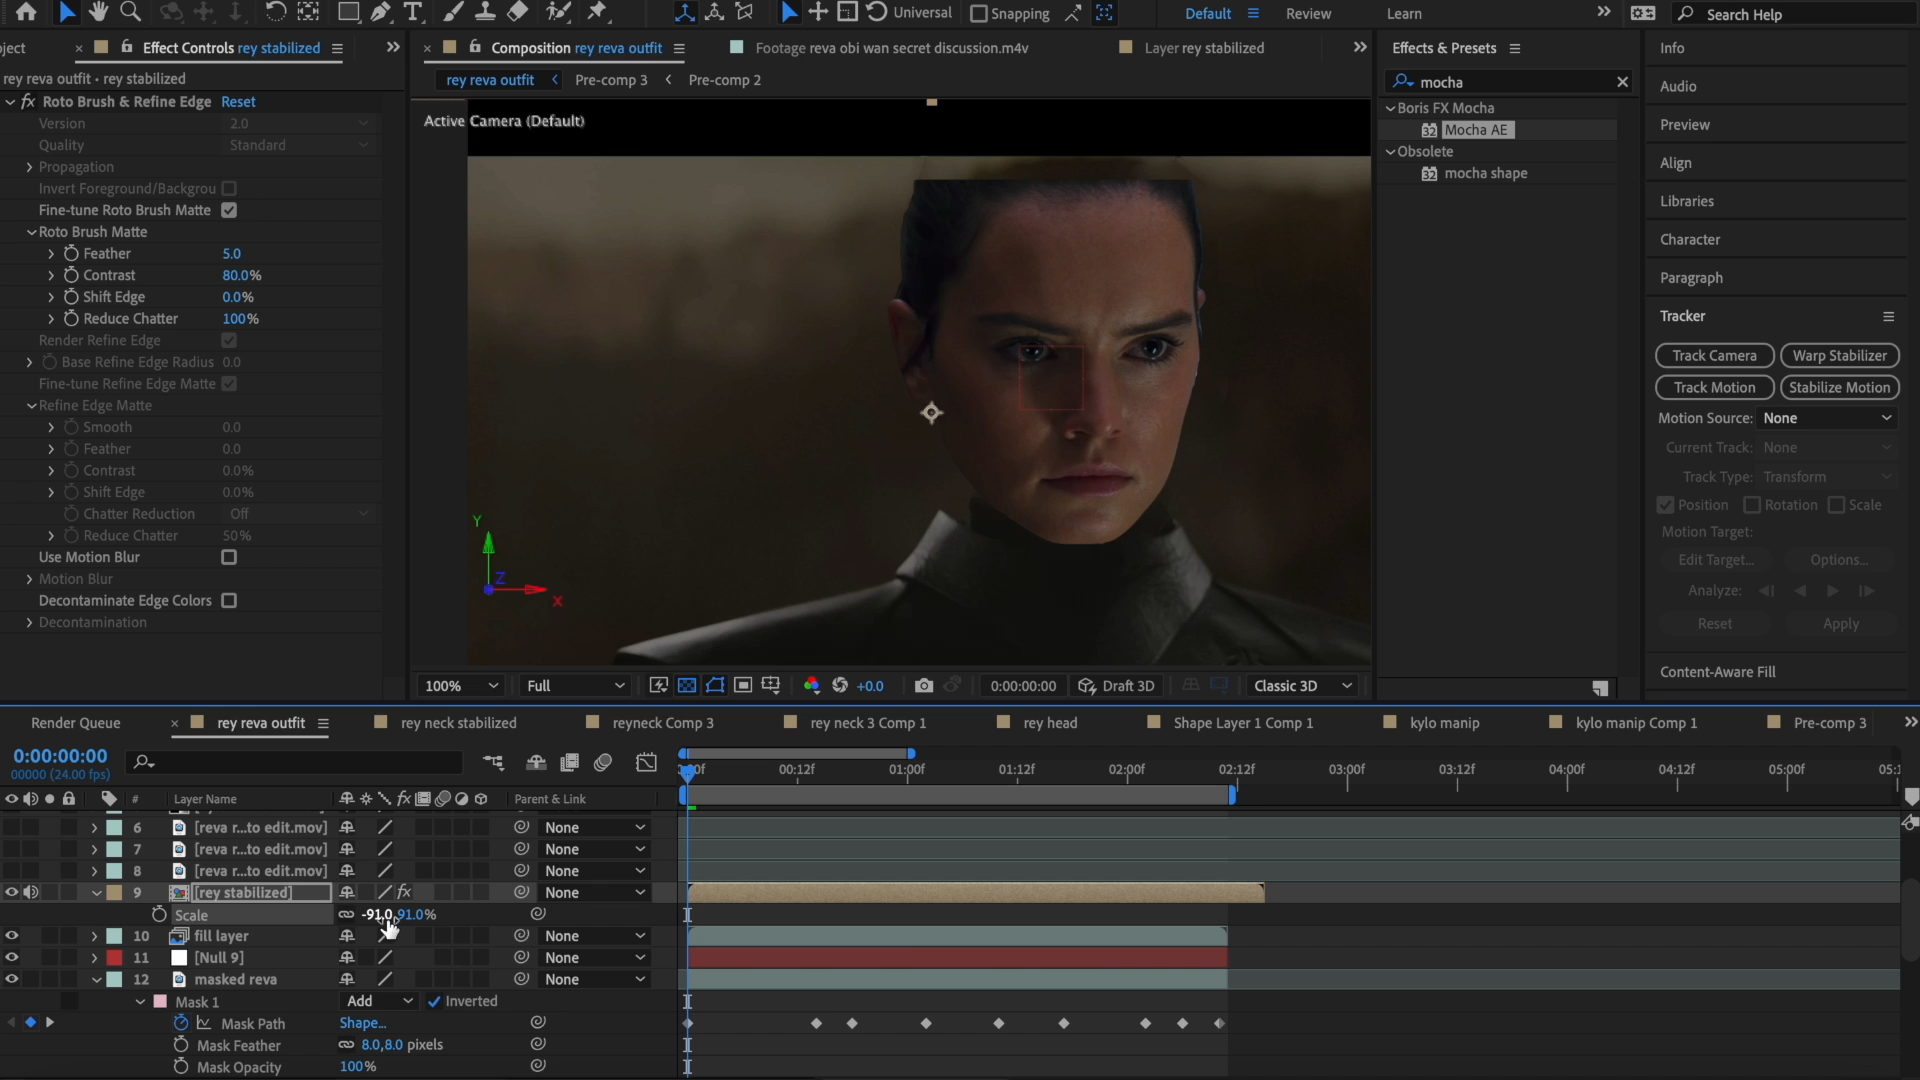 Universal
Snapping
Default
Review
Learn
Search Help
ject
Effect Controls rey stabilized
Composition rey reva outfit
Footage reva obi wan secret discussion.m4v
Layer rey stabilized
Effects & Presets
Info
rey reva outfit • rey stabilized
rey reva outfit
Pre-comp 3
Pre-comp 2
mocha
Audio
fx Roto Brush & Refine Edge
Reset
Boris FX Mocha
Version
2.0
Active Camera (Default)
Mocha AE
Preview
Quality
Standard
Obsolete
Propagation
Align
mocha shape
Invert Foreground/Backgrou
Fine-tune Roto Brush Matte
Libraries
Roto Brush Matte
Character
Feather
5.0
Contrast
80.0%
Paragraph
Shift Edge
0.0%
Reduce Chatter
100%
Tracker
Render Refine Edge
Track Camera
Warp Stabilizer
Base Refine Edge Radius
0.0
Fine-tune Refine Edge Matte
Track Motion
Stabilize Motion
Refine Edge Matte
Motion Source: None
Smooth
0.0
Current Track: None
Feather
0.0
Contrast
0.0%
Track Type: Transform
Shift Edge
0.0%
Position
Rotation
Scale
Chatter Reduction
Off
Motion Target:
Reduce Chatter
50%
Use Motion Blur
Edit Target...
Options...
Motion Blur
Analyze:
Decontaminate Edge Colors
Decontamination
Reset
Apply
Y
Z
X
Content-Aware Fill
100%
Full
+0.0
0:00:00:00
Draft 3D
Classic 3D
Render Queue
rey reva outfit
rey neck stabilized
reyneck Comp 3
rey neck 3 Comp 1
rey head
Shape Layer 1 Comp 1
kylo manip
kylo manip Comp 1
Pre-comp 3
0:00:00:00
00000 (24.00 fps)
00:12f
01:00f
01:12f
02:00f
02:12f
03:00f
03:12f
04:00f
04:12f
05:00f
#
Layer Name
fx
Parent & Link
6
[reva r...to edit.mov]
None
7
[reva r...to edit.mov]
None
8
[reva r...to edit.mov]
None
9
[rey stabilized]
fx
None
Scale
-91.0, 91.0%
10
fill layer
None
11
[Null 9]
None
12
masked reva
None
Mask 1
Add
Inverted
Mask Path
Shape...
Mask Feather
8.0,8.0 pixels
Mask Opacity
100%